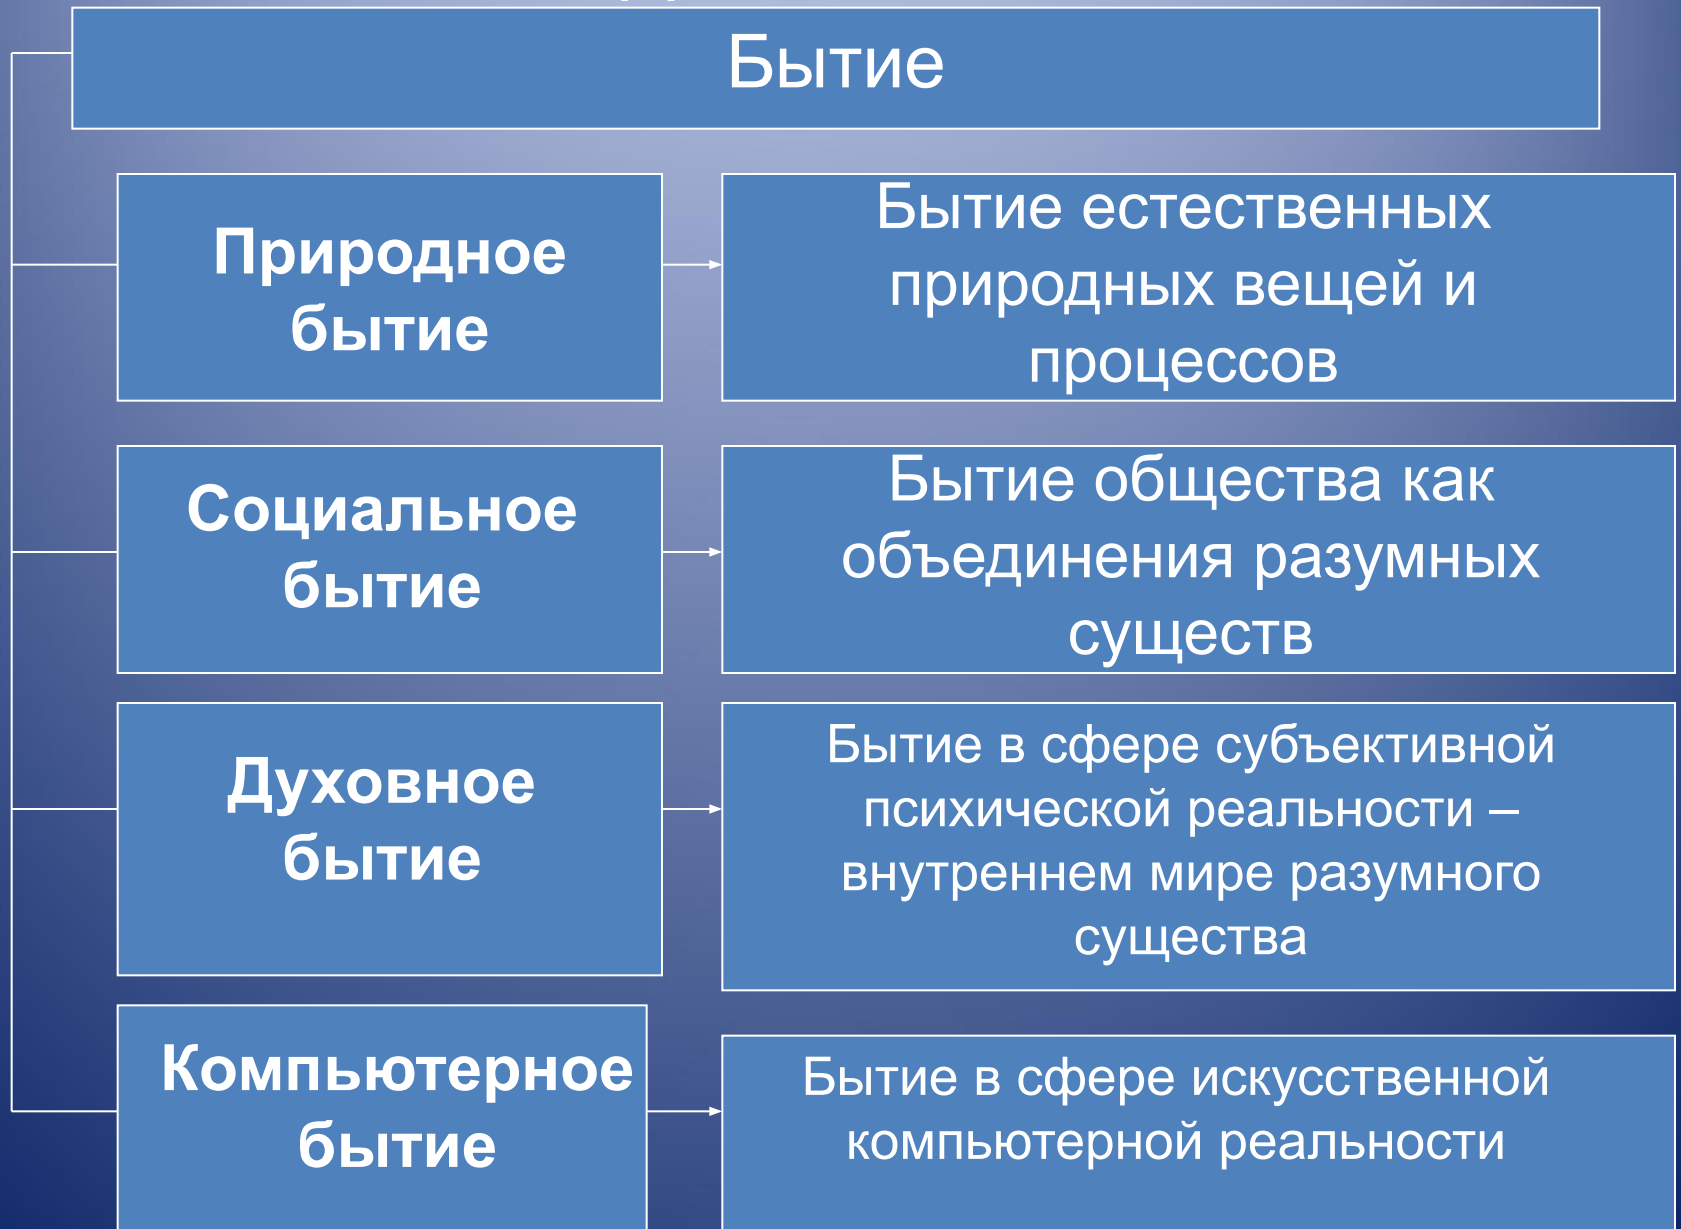 Бытие
Природное
бытие
Бытие естественных
природных вещей и
процессов
Социальное
бытие
Бытие общества как
объединения разумных
существ
Духовное
бытие
Бытие в сфере субъективной
психической реальности –
внутреннем мире разумного
существа
Компьютерное
бытие
Бытие в сфере искусственной
компьютерной реальности